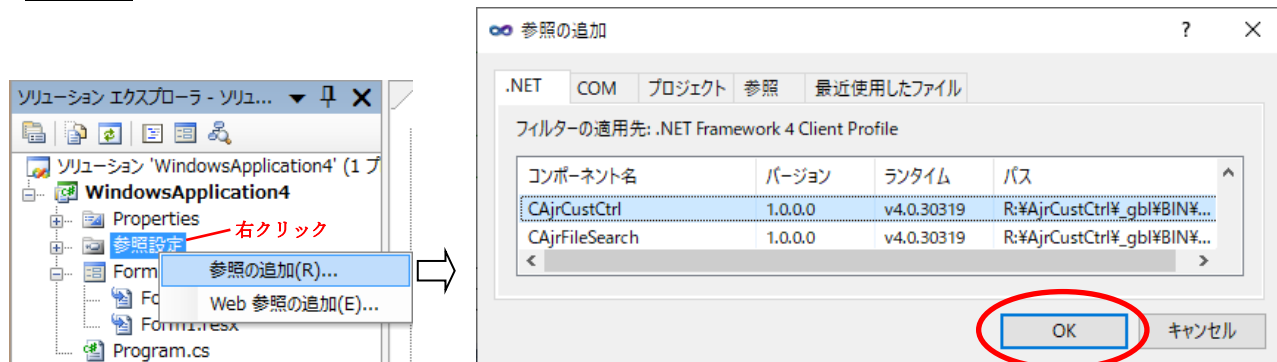 ソリューション エクスプローラ - ソリュ...
ソリューション 'WindowsApplication4' (1 プ
WindowsApplication4
Properties
参照設定
右クリック
Form
参照の追加(R)...
Web 参照の追加(E)...
Fo
Form1.resx
Program.cs
参照の追加
.NET COM プロジェクト 参照 最近使用したファイル
フィルターの適用先: .NET Framework 4 Client Profile
コンポーネント名 バージョン ランタイム パス
CAjrCustCtrl 1.0.0.0 v4.0.30319 R:¥AjrCustCtrl¥_gbl¥BIN¥...
CAjrFileSearch 1.0.0.0 v4.0.30319 R:¥AjrCustCtrl¥_gbl¥BIN¥...
OK キャンセル